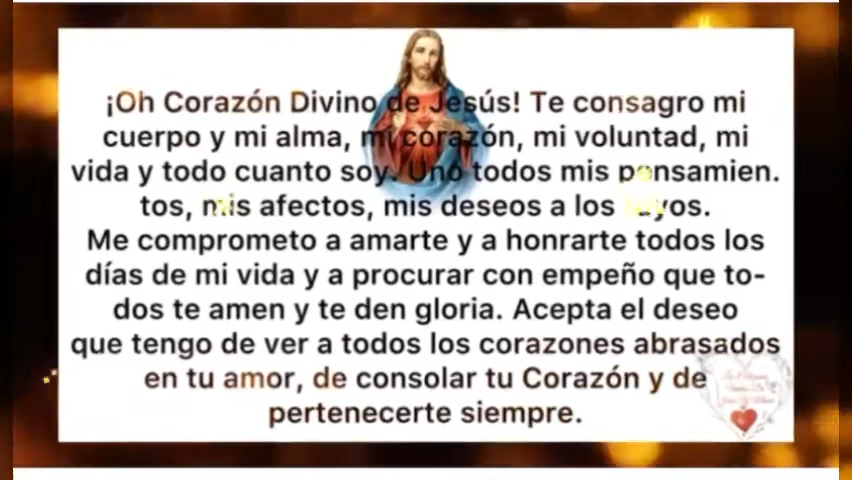 ¡Oh Corazón Divino de Jesús! Te consagro mi
cuerpo y mi alma, mi corazón, mi voluntad, mi
vida y todo cuanto soy. Uno todos mis pensamien.
tos, mis afectos, mis deseos a los tuyos.
Me comprometo a amarte y a honrarte todos los
días de mi vida y a procurar con empeño que to-
dos te amen y te den gloria. Acepta el deseo
que tengo de ver a todos los corazones abrasados
en tu amor, de consolar tu Corazón y de
pertenecerte siempre.